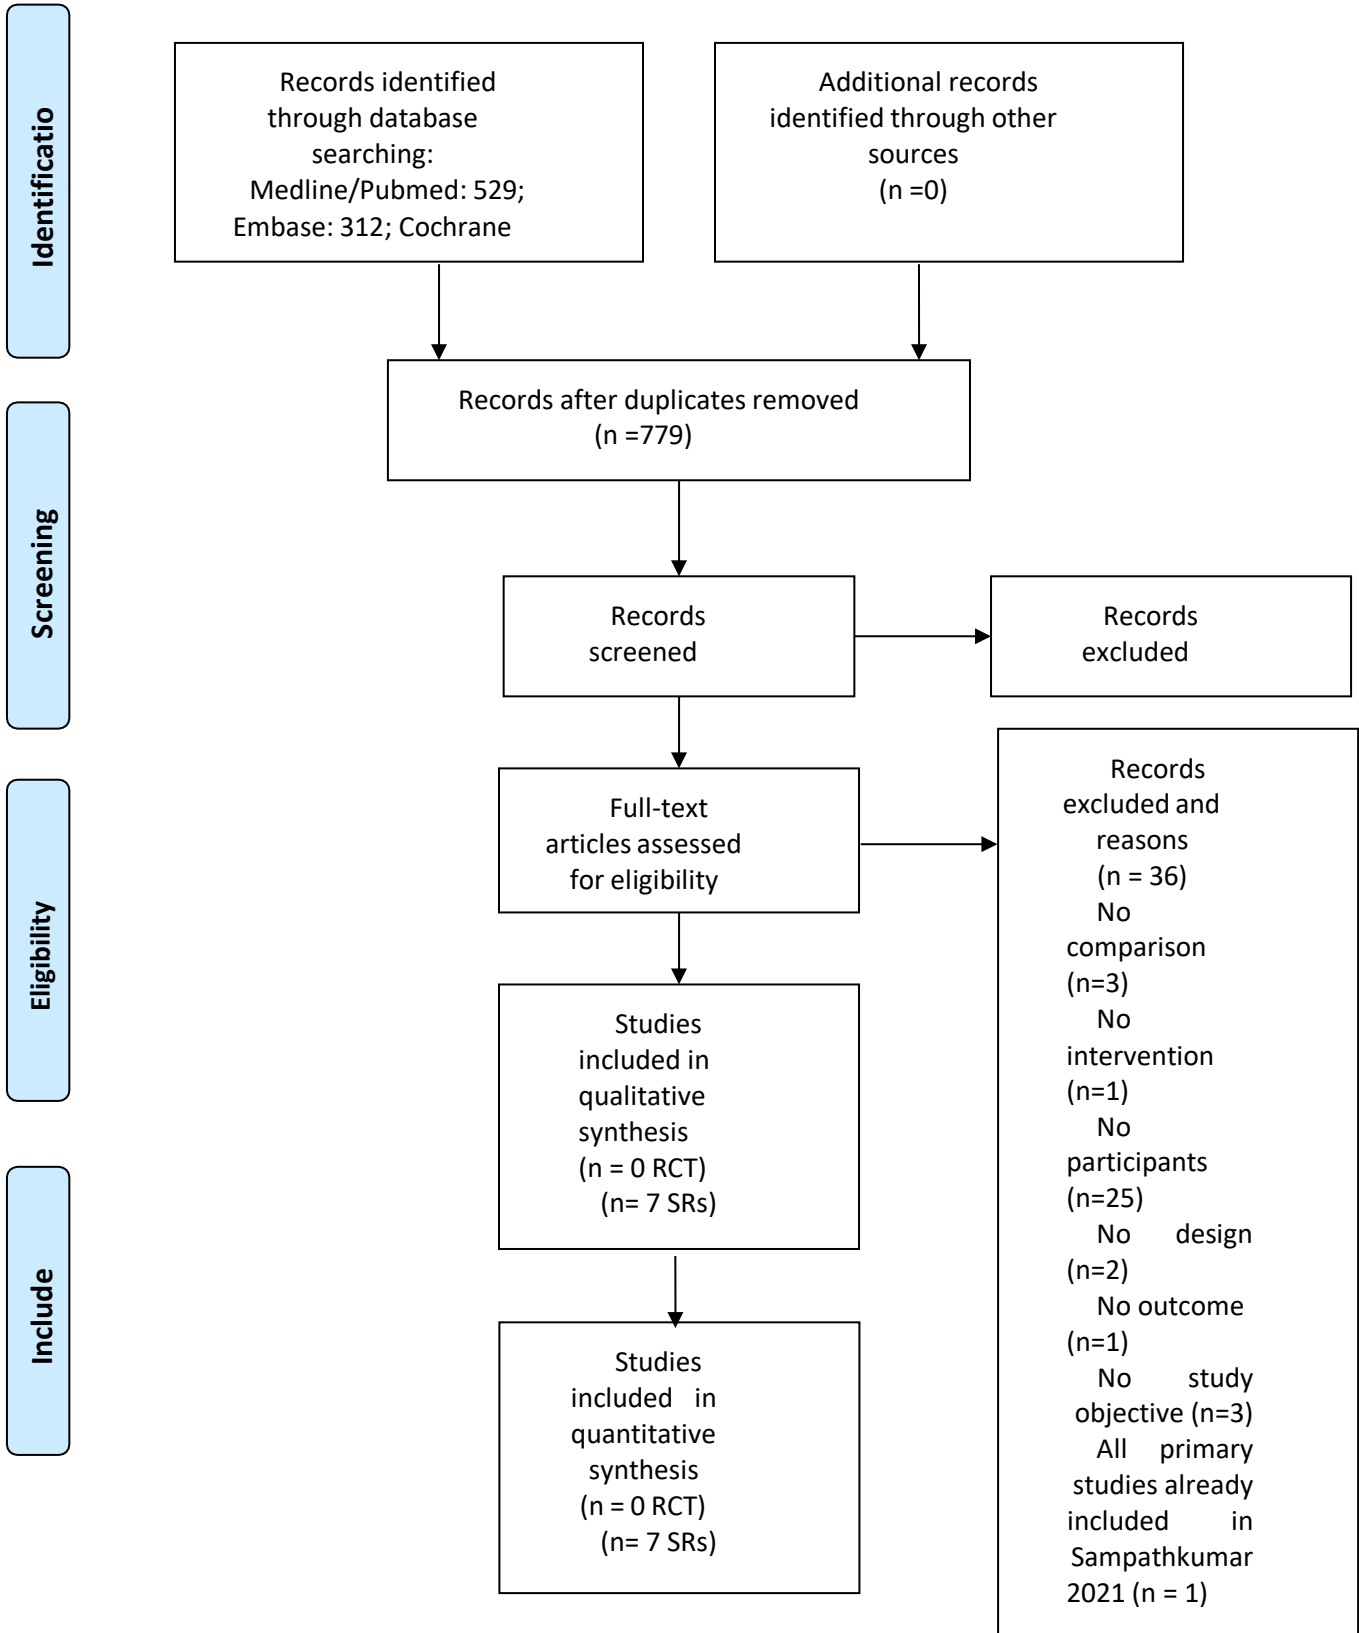 Identificatio
Records identified
through database
searching:
Medline/Pubmed: 529;
Embase: 312; Cochrane
Additional records
identified through other
sources
(n =0)
Records after duplicates removed
(n =779)
Screening
Records
screened
Records
excluded
Eligibility
Full-text
articles assessed
for eligibility
Records
excluded and
reasons
(n = 36)
No
comparison
(n=3)
No
intervention
(n=1)
No
participants
(n=25)
No design
(n=2)
No outcome
(n=1)
No study
objective (n=3)
All primary
studies already
included in
Sampathkumar
2021 (n = 1)
Studies
included in
qualitative
synthesis
(n = 0 RCT)
(n= 7 SRs)
Include
Studies
included in
quantitative
synthesis
(n = 0 RCT)
(n= 7 SRs)